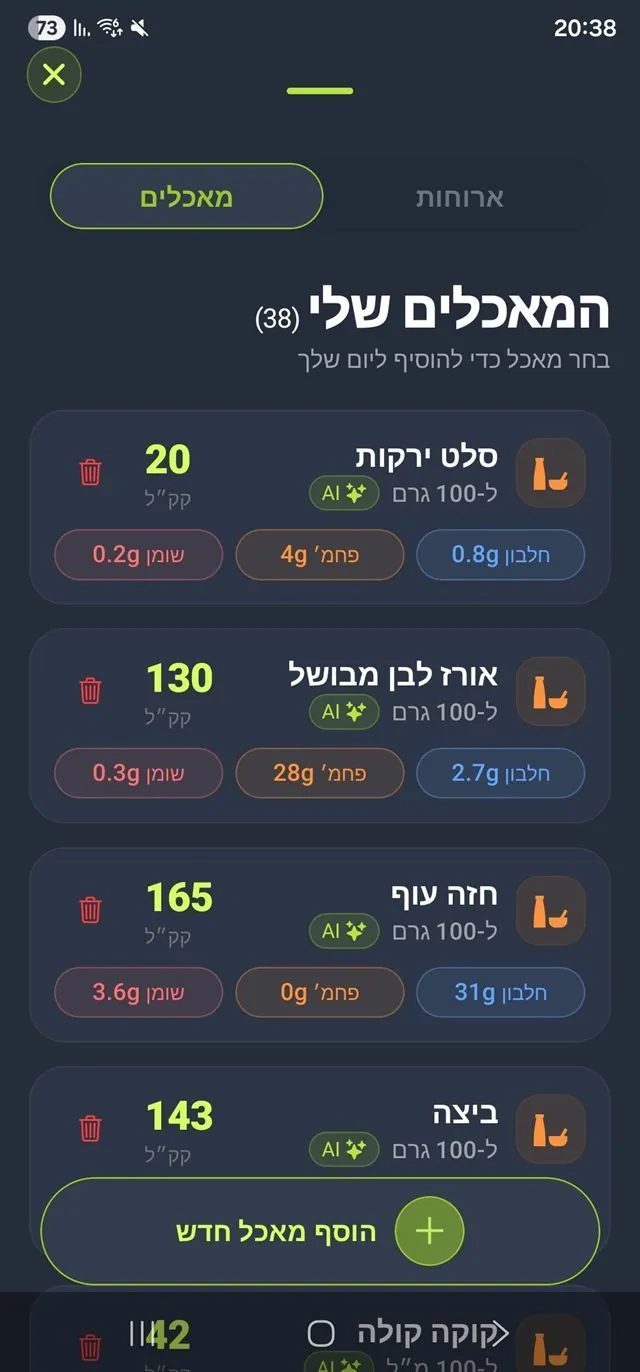 73
20:38
ארוחות
מאכלים
המאכלים שלי (38)
בחר מאכל כדי להוסיף ליום שלך
סלט ירקות
20
ל-100 גרם
AI
קק״ל
חלבון 0.8g
פחמ׳ 4g
שומן 0.2g
אורז לבן מבושל
130
ל-100 גרם
AI
קק״ל
חלבון 2.7g
פחמ׳ 28g
שומן 0.3g
חזה עוף
165
ל-100 גרם
AI
קק״ל
חלבון 31g
פחמ׳ 0g
שומן 3.6g
ביצה
143
ל-100 גרם
AI
קק״ל
הוסף מאכל חדש
קוקה קולה
42
ל-100 מ״ל
AI
קק״ל